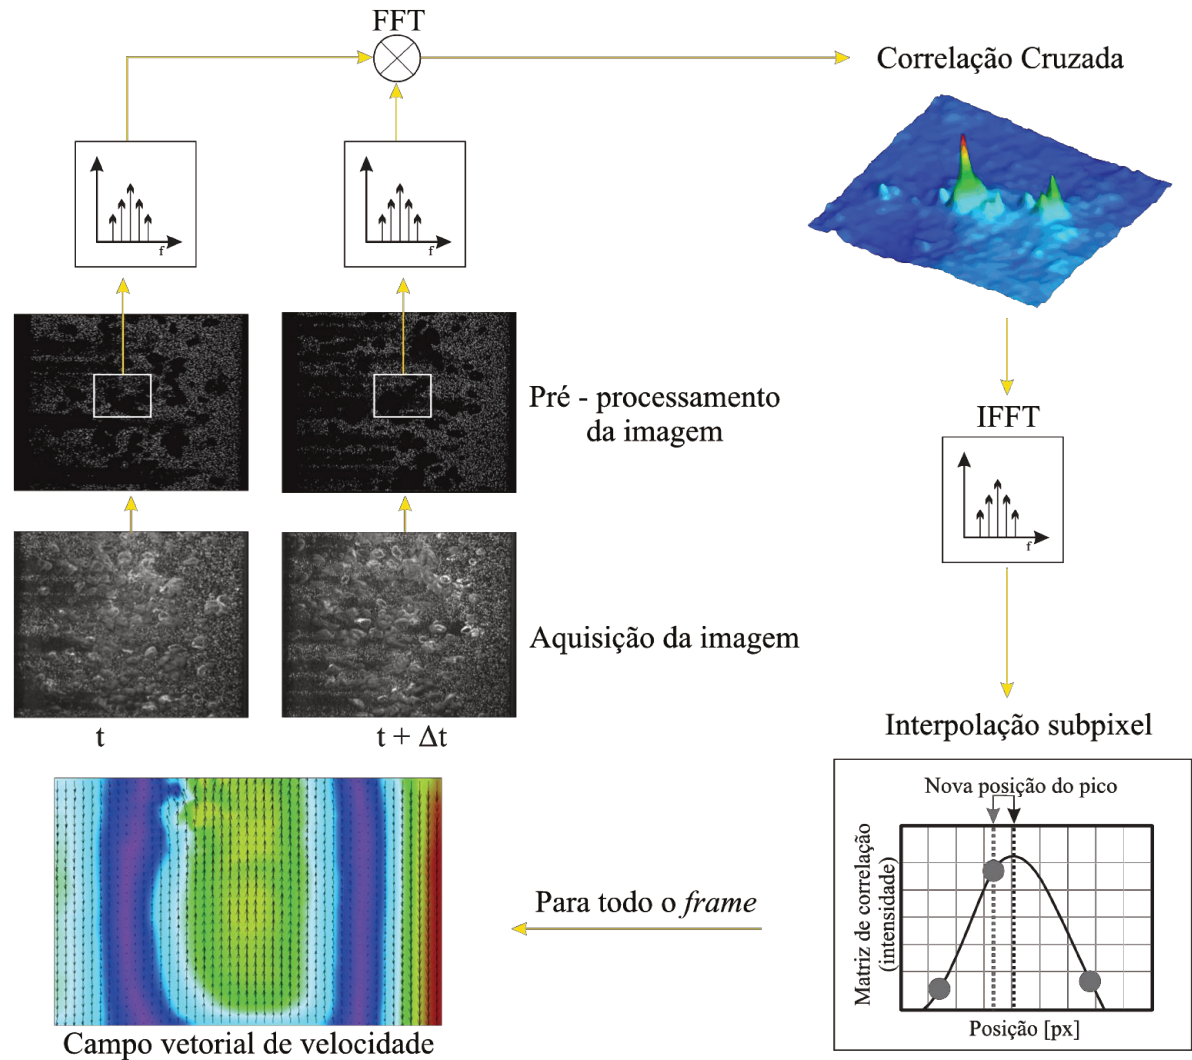 FFT
Correlação Cruzada
f
f
Pré - processamento
da imagem
IFFT
f
Aquisição da imagem
t
t + Δt
Interpolação subpixel
Nova posição do pico
Matriz de correlação
(intensidade)
Posição [px]
Para todo o frame
Campo vetorial de velocidade